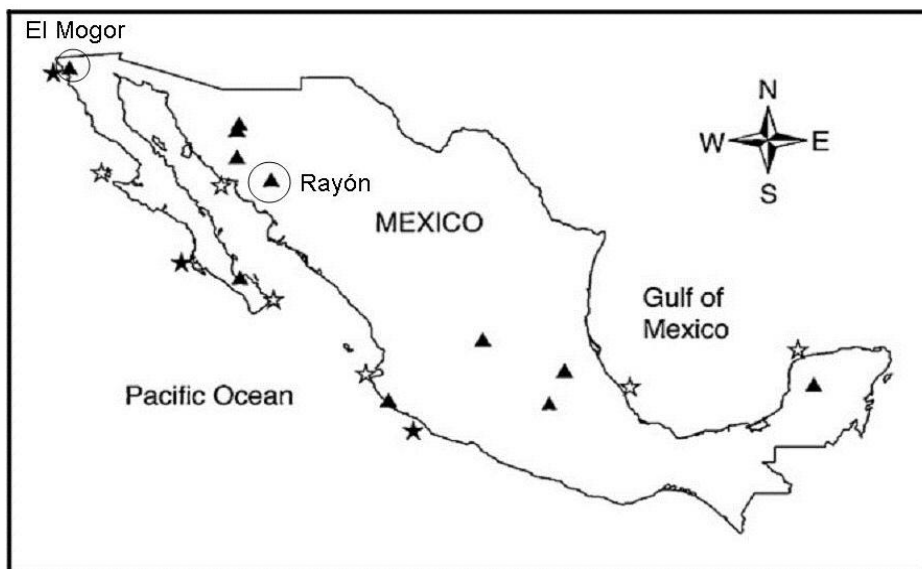 El Mogor
N
W E
S
Rayón
MEXICO
Gulf of
Mexico
Pacific Ocean